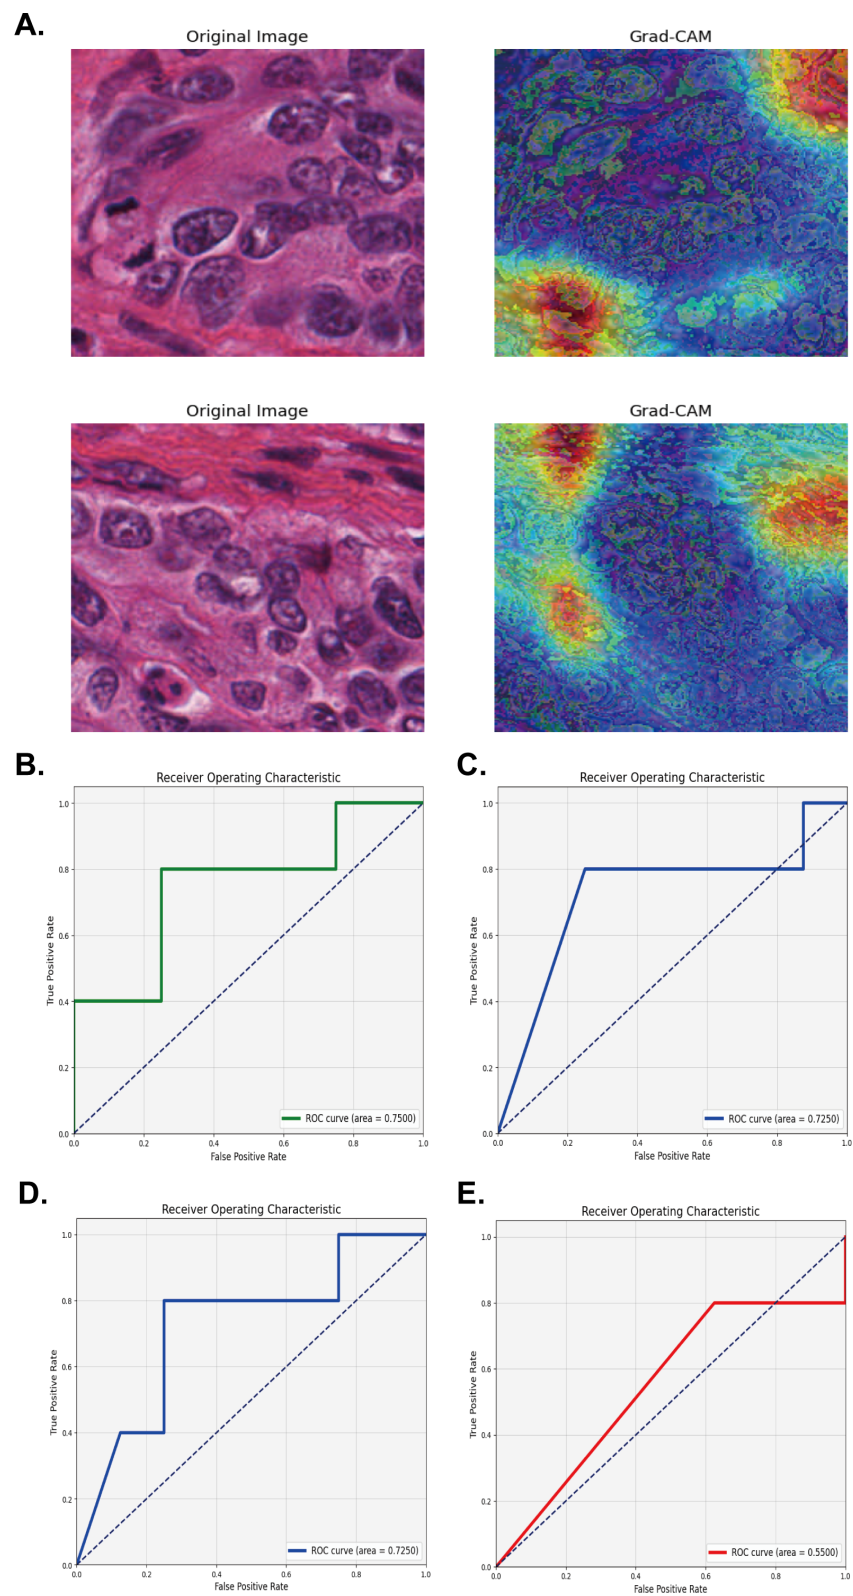 A.
Original Image
Grad-CAM
Original Image
Grad-CAM
B.
C.
Receiver Operating Characteristic
1.0
0.8
0.6
0.4
0.2
0.0
True Positive Rate
ROC curve (area = 0.7500)
0.0 0.2 0.4 0.6 0.8 1.0
False Positive Rate
Receiver Operating Characteristic
1.0
0.8
0.6
0.4
0.2
0.0
True Positive Rate
ROC curve (area = 0.7250)
0.0 0.2 0.4 0.6 0.8 1.0
False Positive Rate
D.
E.
Receiver Operating Characteristic
1.0
0.8
0.6
0.4
0.2
0.0
True Positive Rate
ROC curve (area = 0.7250)
0.0 0.2 0.4 0.6 0.8 1.0
False Positive Rate
Receiver Operating Characteristic
1.0
0.8
0.6
0.4
0.2
0.0
True Positive Rate
ROC curve (area = 0.5500)
0.0 0.2 0.4 0.6 0.8 1.0
False Positive Rate